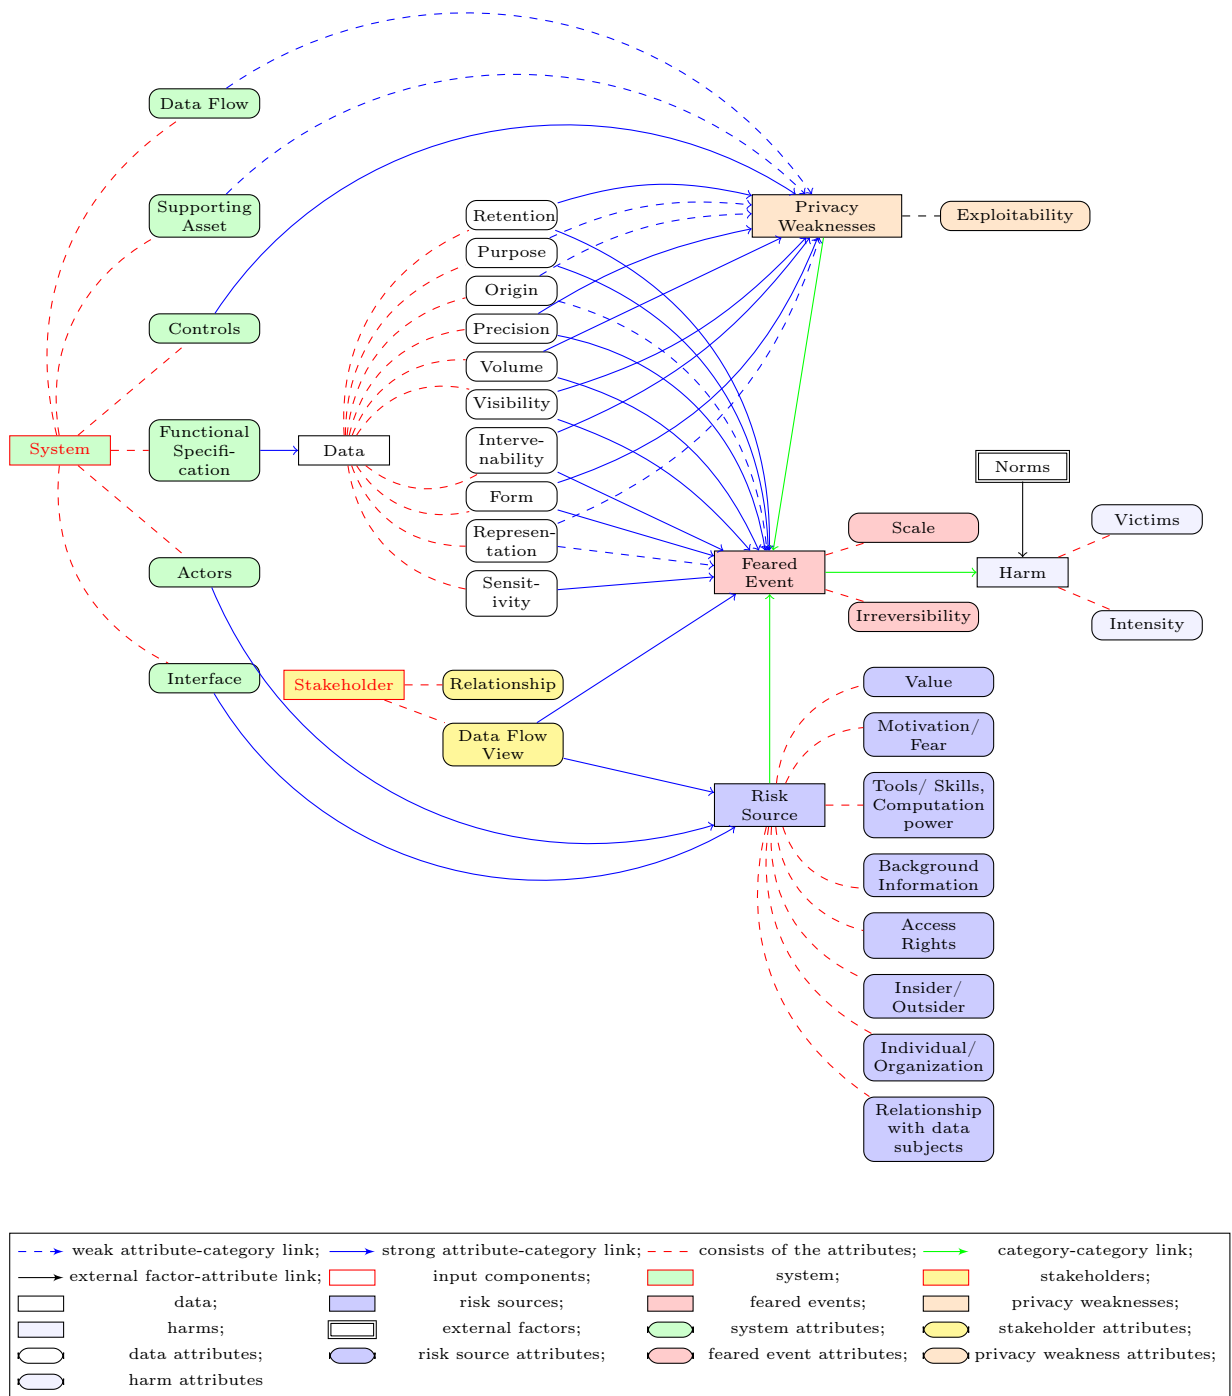 Data Flow
Supporting
Asset
Controls
System
Functional
Specifi-
cation
Actors
Interface
Data
Retention
Purpose
Origin
Precision
Volume
Visibility
Interve-
nability
Form
Represen-
tation
Sensit-
ivity
Stakeholder
Relationship
Data Flow
View
Privacy
Weaknesses
Exploitability
Feared
Event
Scale
Irreversibility
Norms
Harm
Victims
Intensity
Risk
Source
Value
Motivation/
Fear
Tools/ Skills,
Computation
power
Background
Information
Access
Rights
Insider/
Outsider
Individual/
Organization
Relationship
with data
subjects
weak attribute-category link; strong attribute-category link; consists of the attributes; category-category link;
external factor-attribute link; input components; system; stakeholders;
data; risk sources; feared events; privacy weaknesses;
harms; external factors; system attributes; stakeholder attributes;
data attributes; risk source attributes; feared event attributes; privacy weakness attributes;
harm attributes